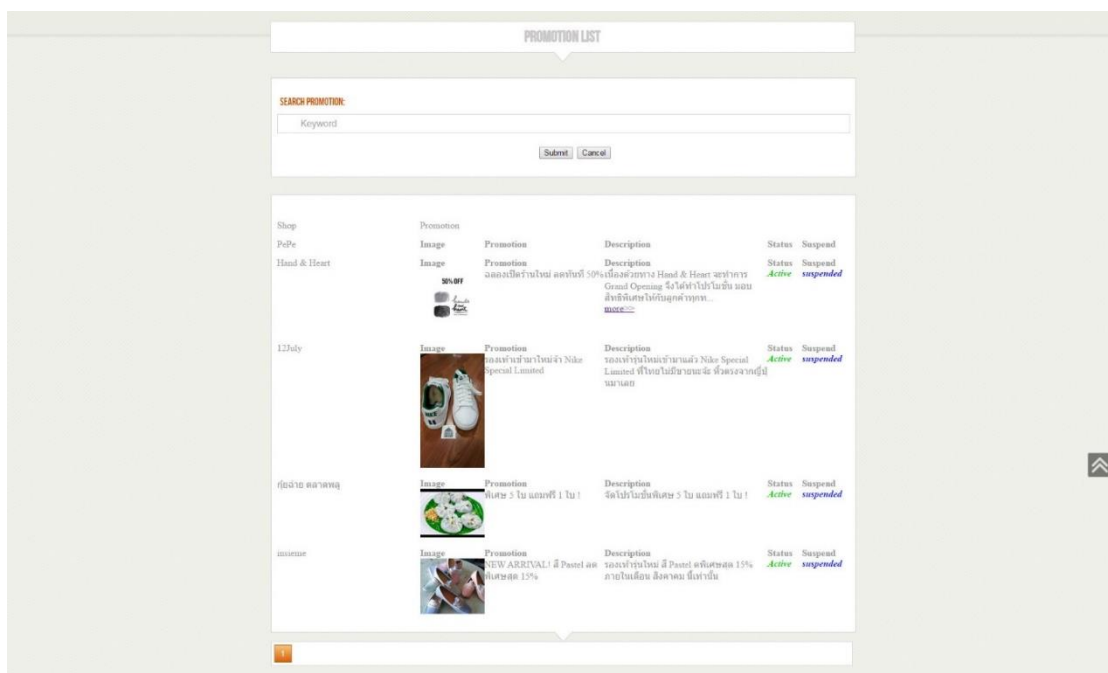 PROMOTION LIST
SEARCH PROMOTION:
Keyword
Submit Cancel
Shop Promotion
PePe Image Promotion Description Status Suspend
Hand & Heart Image Promotion Description Status Suspend
50% OFF
ฉลองเปิดร้านใหม่ ลดทันที 50% เนื่องด้วยทาง Hand & Heart จะทำการ Active suspended
Grand Opening จึงได้ทำโปรโมชั่น มอบ
สิทธิพิเศษให้กับลูกค้าทุกท...
more>>
12July Image Promotion Description Status Suspend
รองเท้าเข้ามาใหม่จ้า Nike รองเท้ารุ่นใหม่เข้ามาแล้ว Nike Special Active suspended
Special Limited Limited ที่ไทยไม่มีขายนะจ๊ะ หิ้วตรงจากญี่ปุ่
นมาเลย
กุ้ยช่าย ตลาดพลู Image Promotion Description Status Suspend
พิเศษ 5 ใบ แถมฟรี 1 ใบ ! จัดโปรโมชั่นพิเศษ 5 ใบ แถมฟรี 1 ใบ ! Active suspended
insieme Image Promotion Description Status Suspend
NEW ARRIVAL! สี Pastel ลด รองเท้ารุ่นใหม่ สี Pastel ลดพิเศษสุด 15% Active suspended
พิเศษสุด 15% ภายในเดือน สิงหาคม นี้เท่านั้น
1